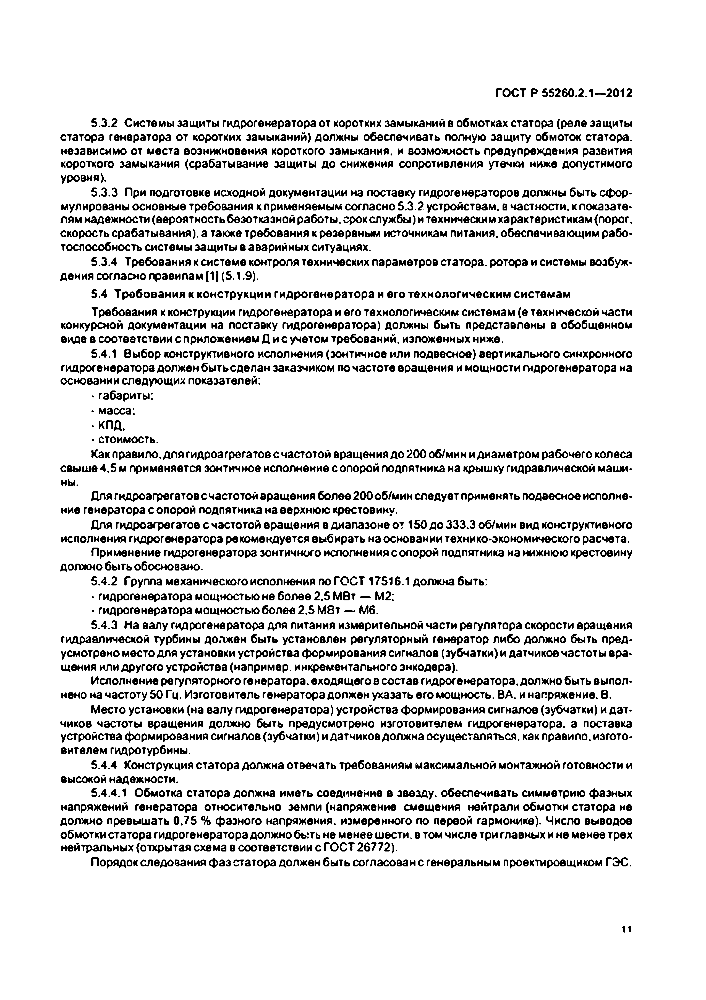 ГОСТ Р 55260.2.1—2012
5.3.2 Системы защиты гидрогенератора от коротких замыканий в обмотках статора (реле защиты
статора генератора от коротких замыканий) должны обеспечивать полную защиту обмоток статора,
независимо от места возникновения короткого замыкания, и возможность предупреждения развития
короткого замыкания (срабатывание защиты до снижения сопротивления утечки ниже допустимого
уровня).
5.3.3 При подготовке исходной документации на поставку гидрогенераторов должны быть сфор-
мулированы основные требования к применяемым согласно 5.3.2 устройствам, в частности, к показате-
лям надежности (вероятность безотказной работы, срок службы) и техническим характеристикам (порог,
скорость срабатывания), а также требования к резервным источникам питания, обеспечивающим рабо-
тоспособность системы защиты в аварийных ситуациях.
5.3.4 Требования к системе контроля технических параметров статора, ротора и системы возбуж-
дения согласно правилам [1] (5.1.9).
5.4 Требования к конструкции гидрогенератора и его технологическим системам
Требования к конструкции гидрогенератора и его технологическим системам (в технической части
конкурсной документации на поставку гидрогенератора) должны быть представлены в обобщенном
виде в соответствии с приложением Д и с учетом требований, изложенных ниже.
5.4.1 Выбор конструктивного исполнения (зонтичное или подвесное) вертикального синхронного
гидрогенератора должен быть сделан заказчиком по частоте вращения и мощности гидрогенератора на
основании следующих показателей:
- габариты;
- масса;
- КПД,
- стоимость.
Как правило, для гидроагрегатов с частотой вращения до 200 об/мин и диаметром рабочего колеса
свыше 4,5 м применяется зонтичное исполнение с опорой подпятника на крышку гидравлической маши-
ны.
Для гидроагрегатов с частотой вращения более 200 об/мин следует применять подвесное исполне-
ние генератора с опорой подпятника на верхнюю крестовину.
Для гидроагрегатов с частотой вращения в диапазоне от 150 до 333,3 об/мин вид конструктивного
исполнения гидрогенератора рекомендуется выбирать на основании технико-экономического расчета.
Применение гидрогенератора зонтичного исполнения с опорой подпятника на нижнюю крестовину
должно быть обосновано.
5.4.2 Группа механического исполнения по ГОСТ 17516.1 должна быть:
- гидрогенератора мощностью не более 2,5 МВт — М2;
- гидрогенератора мощностью более 2,5 МВт — М6.
5.4.3 На валу гидрогенератора для питания измерительной части регулятора скорости вращения
гидравлической турбины должен быть установлен регуляторный генератор либо должно быть пред-
усмотрено место для установки устройства формирования сигналов (зубчатки) и датчиков частоты вра-
щения или другого устройства (например, инкрементального энкодера).
Исполнение регуляторного генератора, входящего в состав гидрогенератора, должно быть выпол-
нено на частоту 50 Гц. Изготовитель генератора должен указать его мощность, ВА, и напряжение, В.
Место установки (на валу гидрогенератора) устройства формирования сигналов (зубчатки) и дат-
чиков частоты вращения должно быть предусмотрено изготовителем гидрогенератора, а поставка
устройства формирования сигналов (зубчатки) и датчиков должна осуществляться, как правило, изгото-
вителем гидротурбины.
5.4.4 Конструкция статора должна отвечать требованиям максимальной монтажной готовности и
высокой надежности.
5.4.4.1 Обмотка статора должна иметь соединение в звезду, обеспечивать симметрию фазных
напряжений генератора относительно земли (напряжение смещения нейтрали обмотки статора не
должно превышать 0,75 % фазного напряжения, измеренного по первой гармонике). Число выводов
обмотки статора гидрогенератора должно быть не менее шести, в том числе три главных и не менее трех
нейтральных (открытая схема в соответствии с ГОСТ 26772).
Порядок следования фаз статора должен быть согласован с генеральным проектировщиком ГЭС.
11